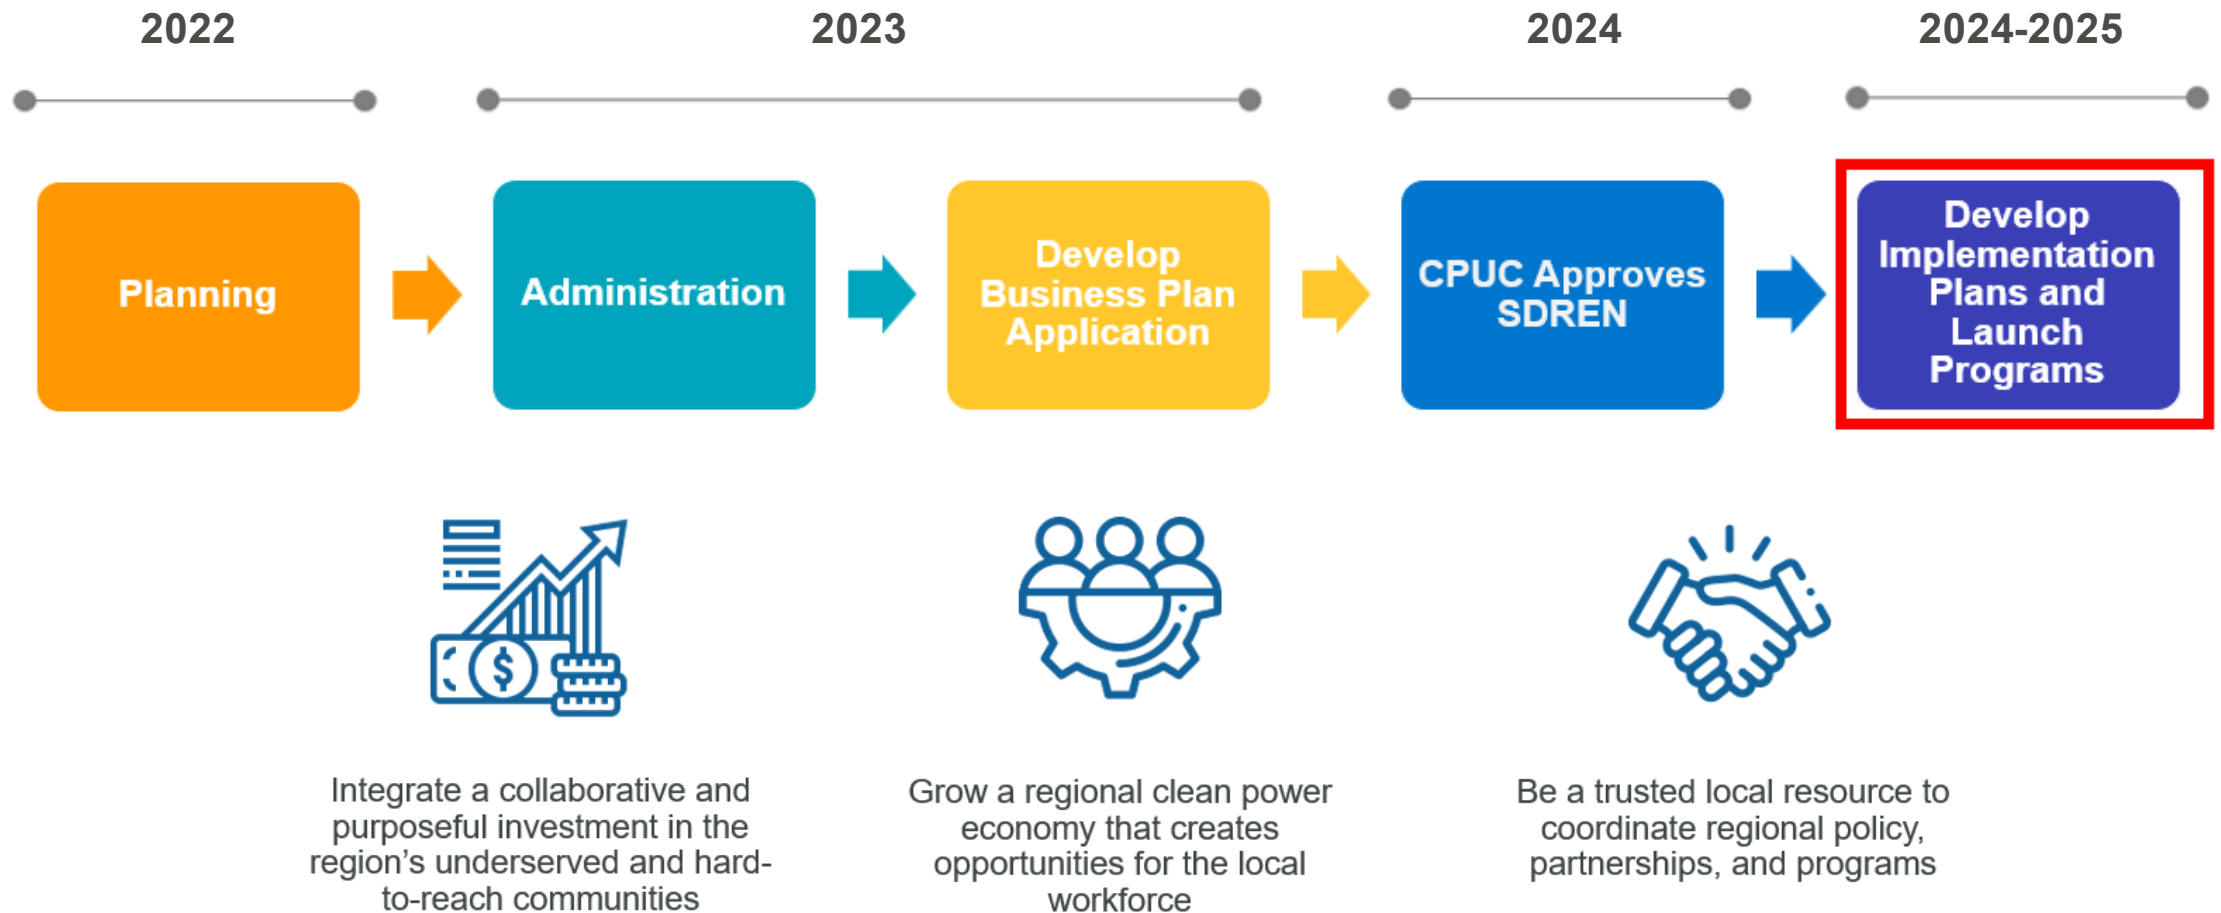 2022
2023
2024
2024-2025
Planning
Administration
Develop
Business Plan
Application
CPUC Approves
SDREN
Develop
Implementation
Plans and
Launch
Programs
$
Integrate a collaborative and
purposeful investment in the
region’s underserved and hard-
to-reach communities
Grow a regional clean power
economy that creates
opportunities for the local
workforce
Be a trusted local resource to
coordinate regional policy,
partnerships, and programs